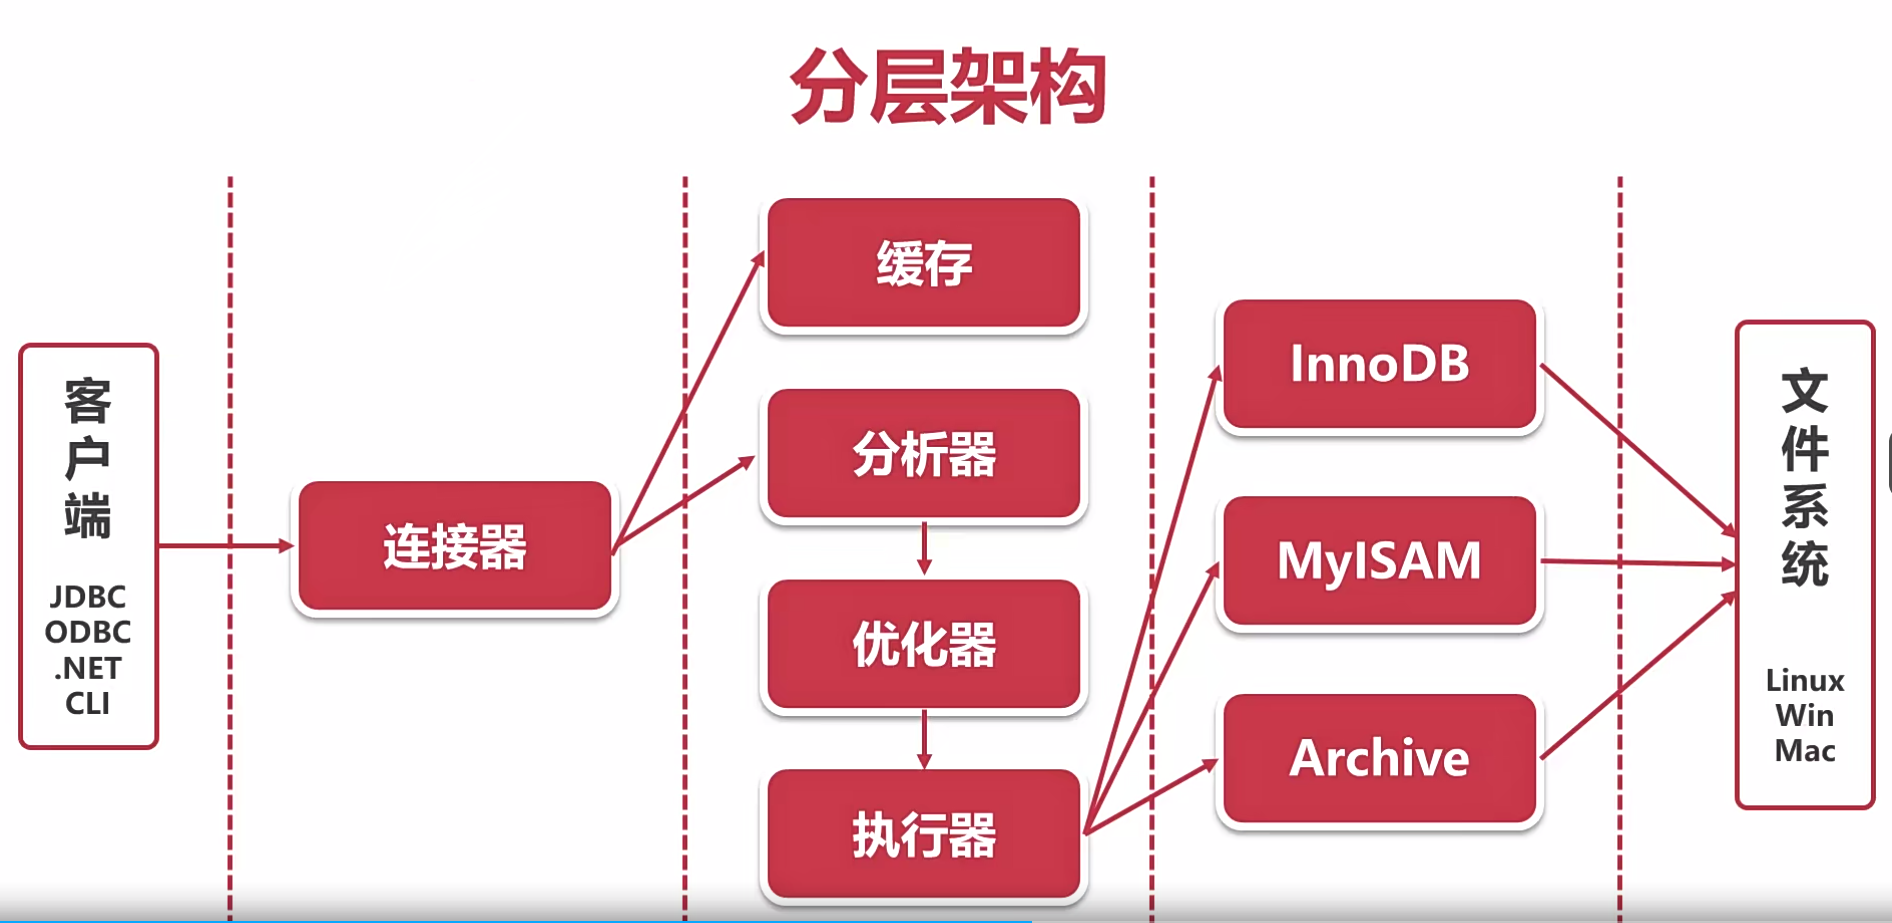 分层架构
客户端
JDBC
ODBC
.NET
CLI
连接器
缓存
分析器
优化器
执行器
InnoDB
MyISAM
Archive
文件系统
Linux
Win
Mac